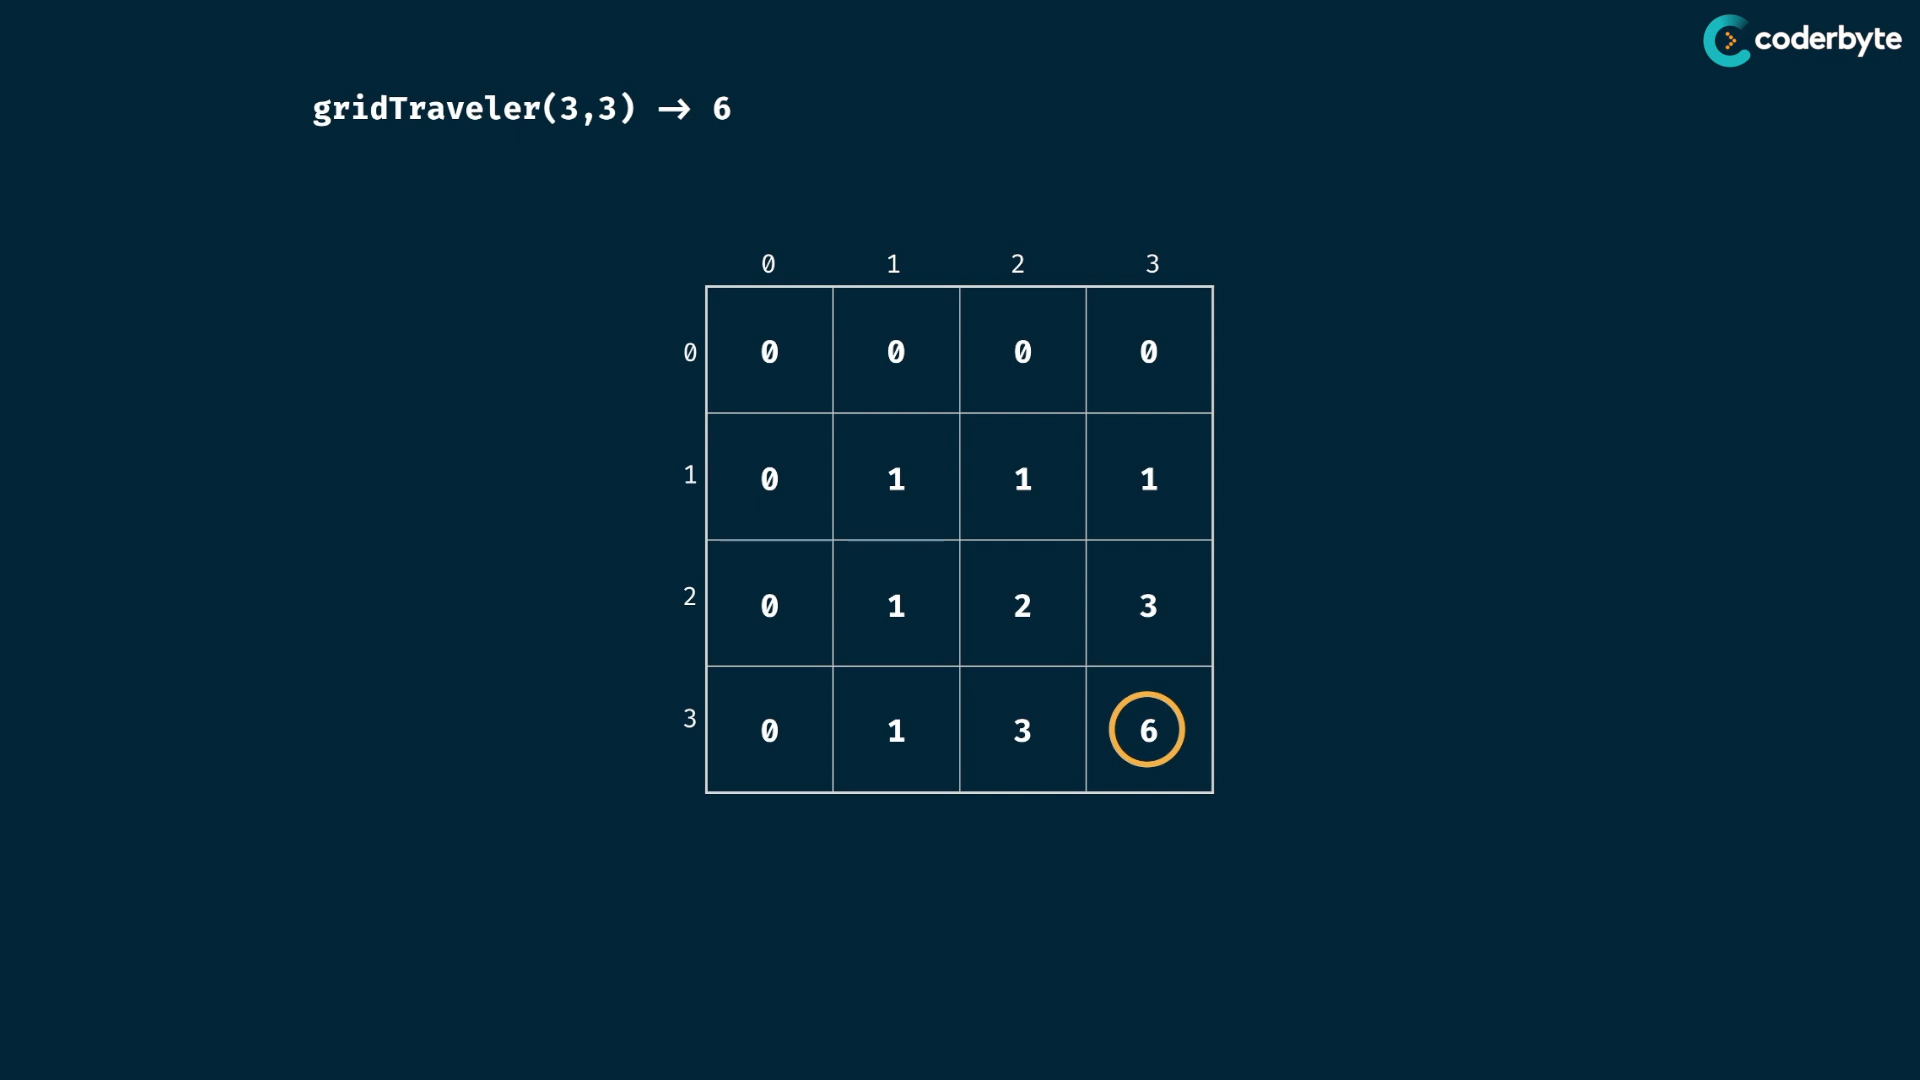 coderbyte
gridTraveler(3,3) → 6
0 1 2 3
0 0 0 0 0
1 0 1 1 1
2 0 1 2 3
3 0 1 3 6